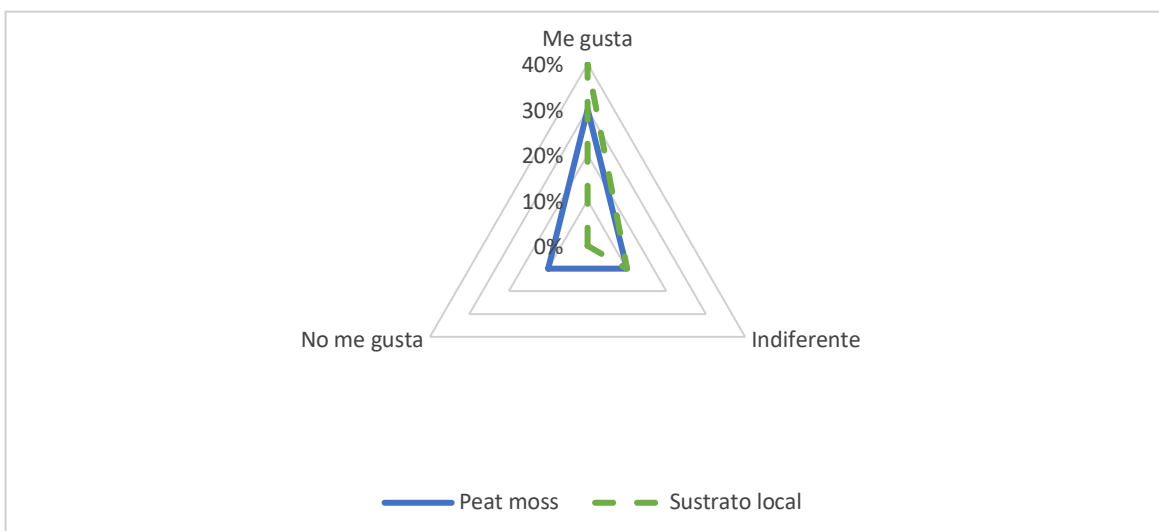 Me gusta
40%
30%
20%
10%
0%
No me gusta
Indiferente
Peat moss
Sustrato local